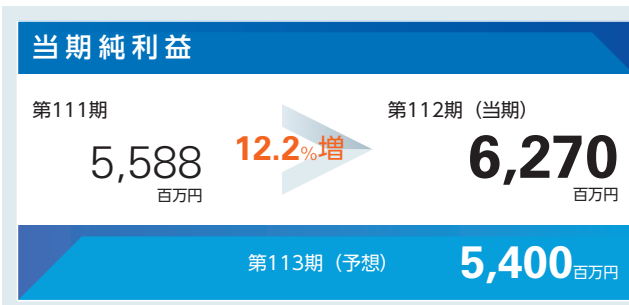 当期純利益
第111期
5,588
百万円
12.2%増
第112期（当期）
6,270
百万円
第113期（予想） 5,400百万円